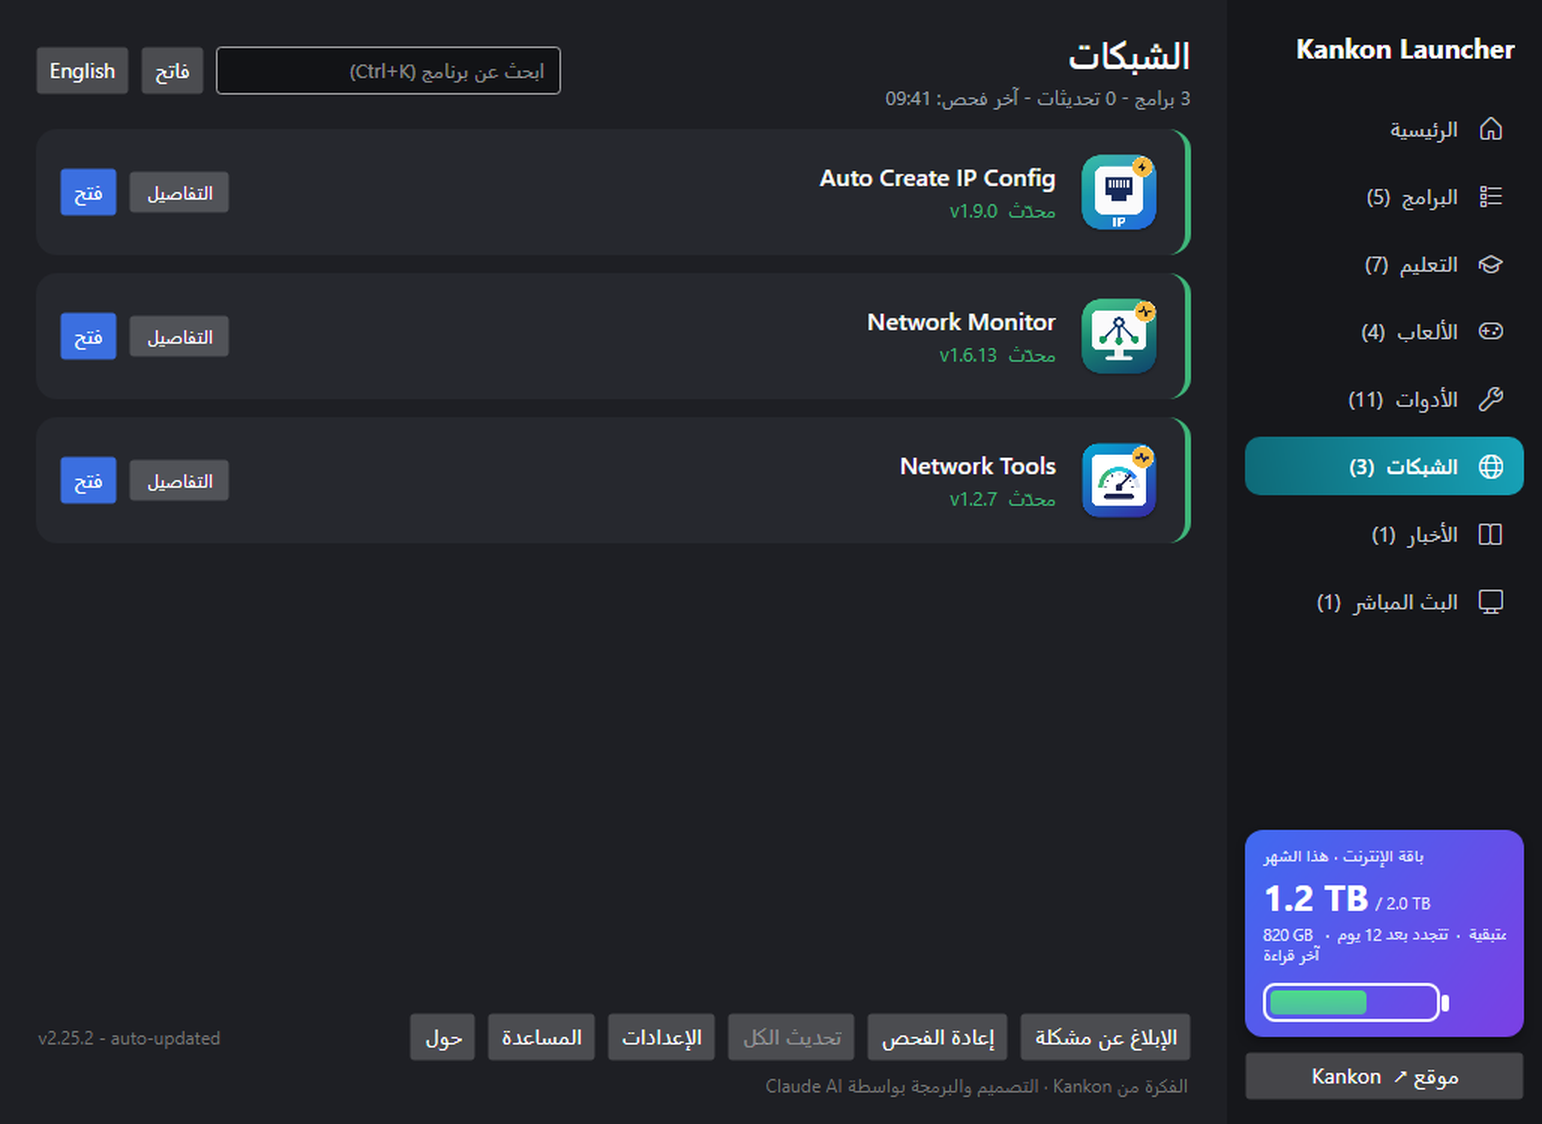 Kankon Launcher
الرئيسية
البرامج (5)
التعليم (7)
الألعاب (4)
الأدوات (11)
الشبكات (3)
الأخبار (1)
البث المباشر (1)
باقة الإنترنت · هذا الشهر
1.2 TB / 2.0 TB
820 GB متبقية · تتجدد بعد 12 يوم ·
آخر قراءة
موقع Kankon ↗
الشبكات
3 برامج - 0 تحديثات - آخر فحص: 09:41
ابحث عن برنامج (Ctrl+K)
فاتح
English
Auto Create IP Config
محدّث v1.9.0
IP
التفاصيل
فتح
Network Monitor
محدّث v1.6.13
التفاصيل
فتح
Network Tools
محدّث v1.2.7
التفاصيل
فتح
الإبلاغ عن مشكلة
إعادة الفحص
تحديث الكل
الإعدادات
المساعدة
حول
v2.25.2 - auto-updated
الفكرة من Kankon · التصميم والبرمجة بواسطة Claude AI